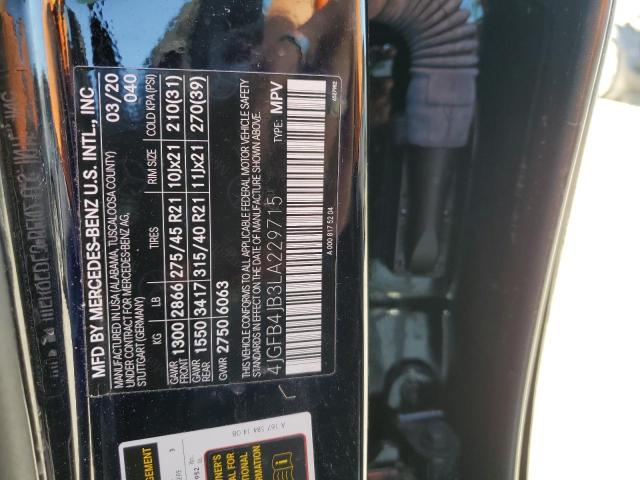 MFD BY MERCEDES-BENZ U.S. INTL., INC
03/20
MANUFACTURED IN USA (ALABAMA, TUSCALOOSA COUNTY)
040
UNDER CONTRACT FOR MERCEDES-BENZ AG,
STUTTGART (GERMANY)
KG LB TIRES RIM SIZE COLD KPA (PSI)
GAWR FRONT 1300 2866 275/45 R21 10Jx21 210(31)
GAWR REAR 1550 3417 315/40 R21 11Jx21 270(39)
GVWR 2750 6063
THIS VEHICLE CONFORMS TO ALL APPLICABLE FEDERAL MOTOR VEHICLE SAFETY
STANDARDS IN EFFECT ON THE DATE OF MANUFACTURE SHOWN ABOVE.
4JGFB4JB3LA229715 TYPE: MPV
A 000 817 52 04
A 167 584 14 08
3
952